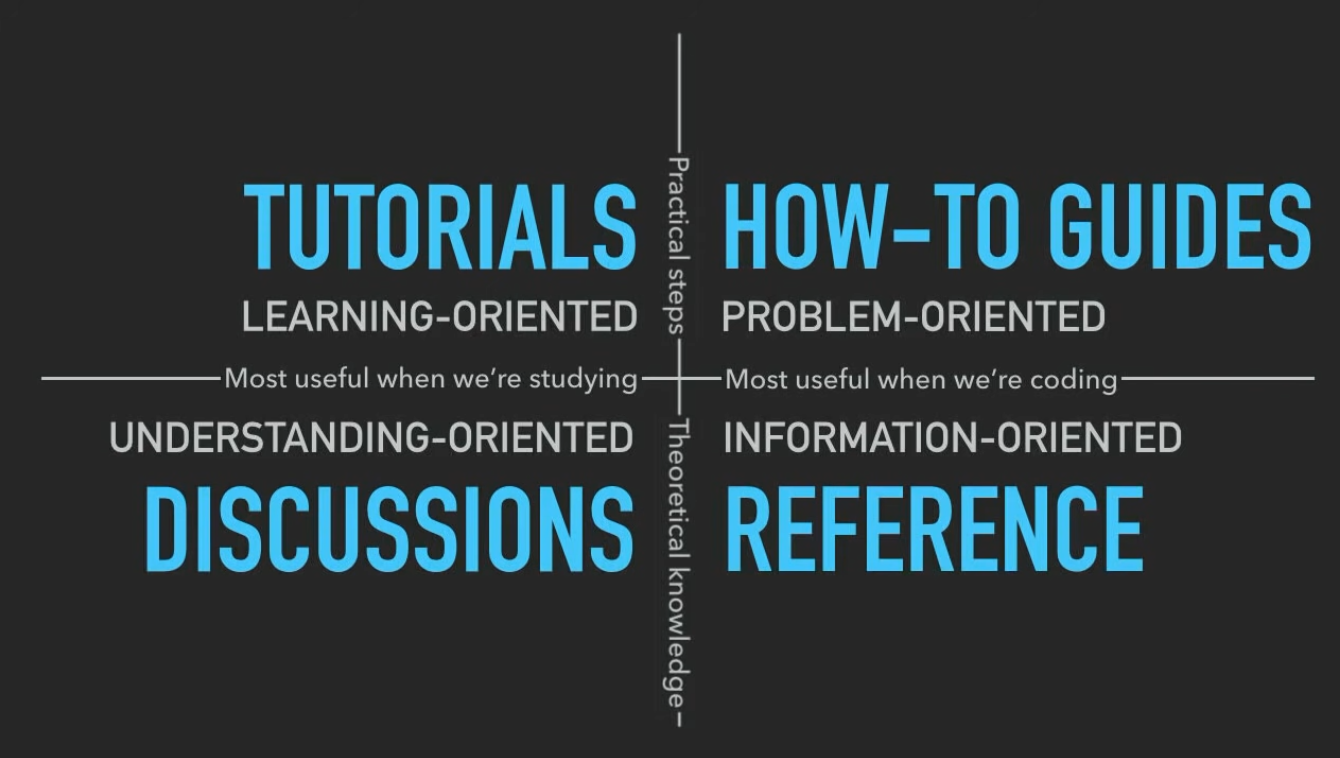 Practical steps
TUTORIALS
LEARNING-ORIENTED
HOW-TO GUIDES
PROBLEM-ORIENTED
Most useful when we’re studying
Most useful when we’re coding
UNDERSTANDING-ORIENTED
DISCUSSIONS
INFORMATION-ORIENTED
REFERENCE
Theoretical knowledge